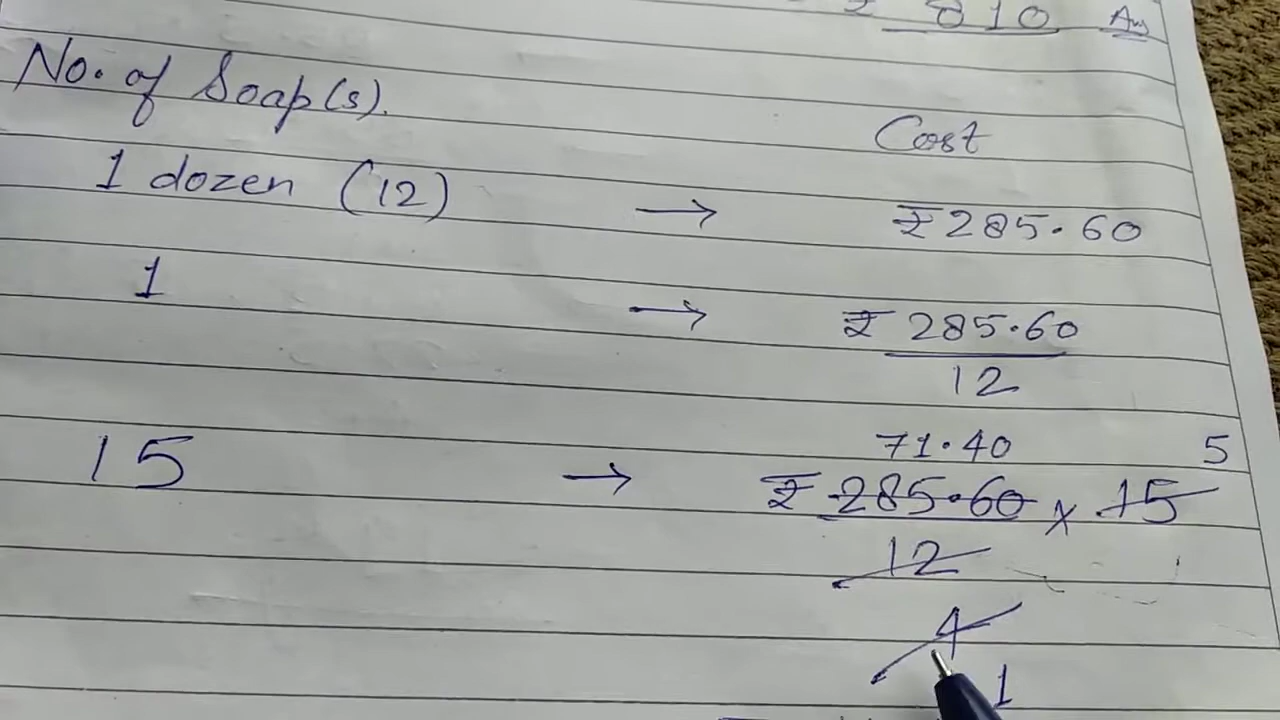 ₹ 810 Ans
No. of Soap(s).
Cost
1 dozen (12) → ₹ 285.60
1 → ₹ 285.60
12
71.40 5
15 → ₹ 285.60 x 15
12
4
1